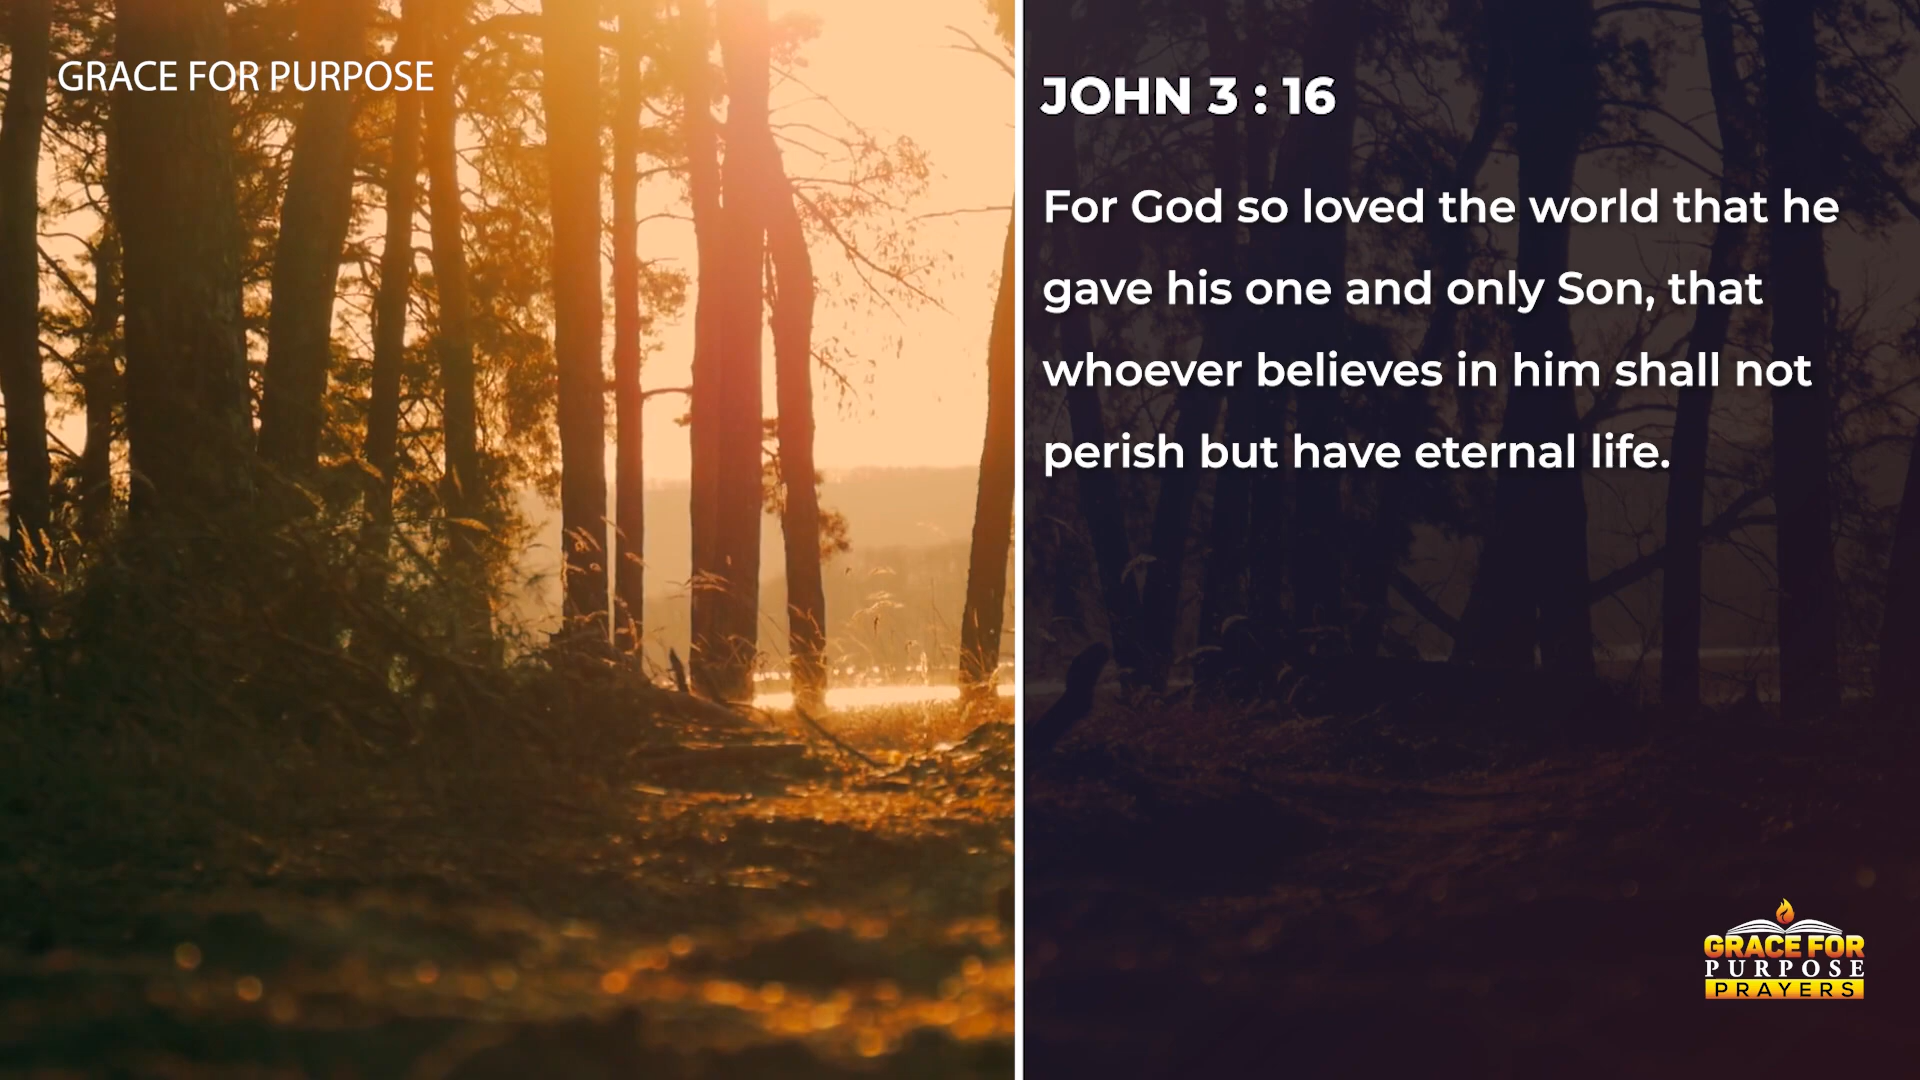 GRACE FOR PURPOSE
JOHN 3 : 16
For God so loved the world that he
gave his one and only Son, that
whoever believes in him shall not
perish but have eternal life.
GRACE FOR
PURPOSE
PRAYERS